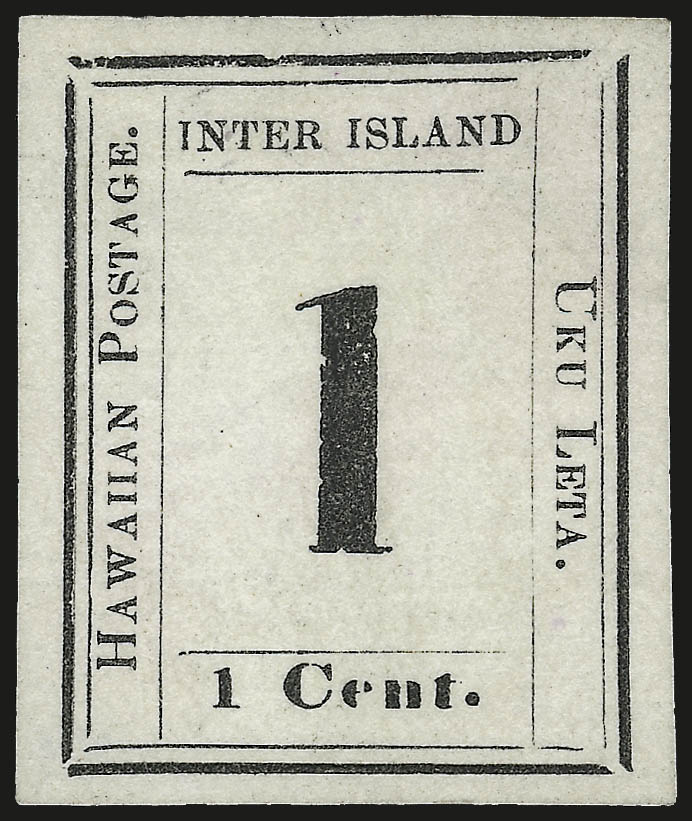 INTER ISLAND
HAWAIIAN POSTAGE.
1
UKU LETA.
1 Cent.